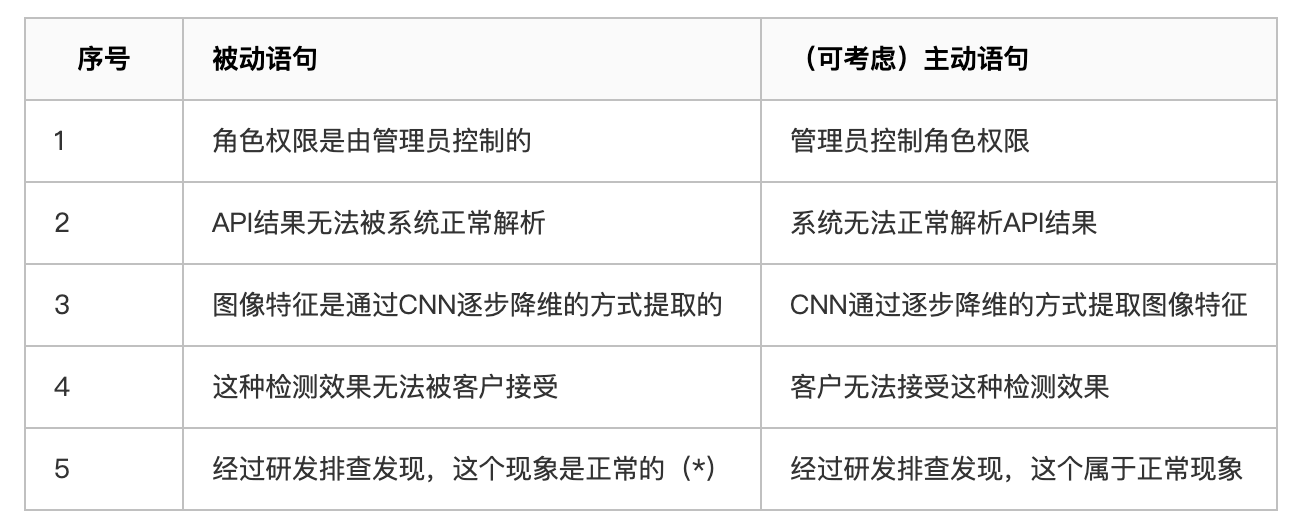 序号 被动语句 （可考虑）主动语句
1 角色权限是由管理员控制的 管理员控制角色权限
2 API结果无法被系统正常解析 系统无法正常解析API结果
3 图像特征是通过CNN逐步降维的方式提取的 CNN通过逐步降维的方式提取图像特征
4 这种检测效果无法被客户接受 客户无法接受这种检测效果
5 经过研发排查发现，这个现象是正常的（*） 经过研发排查发现，这个属于正常现象